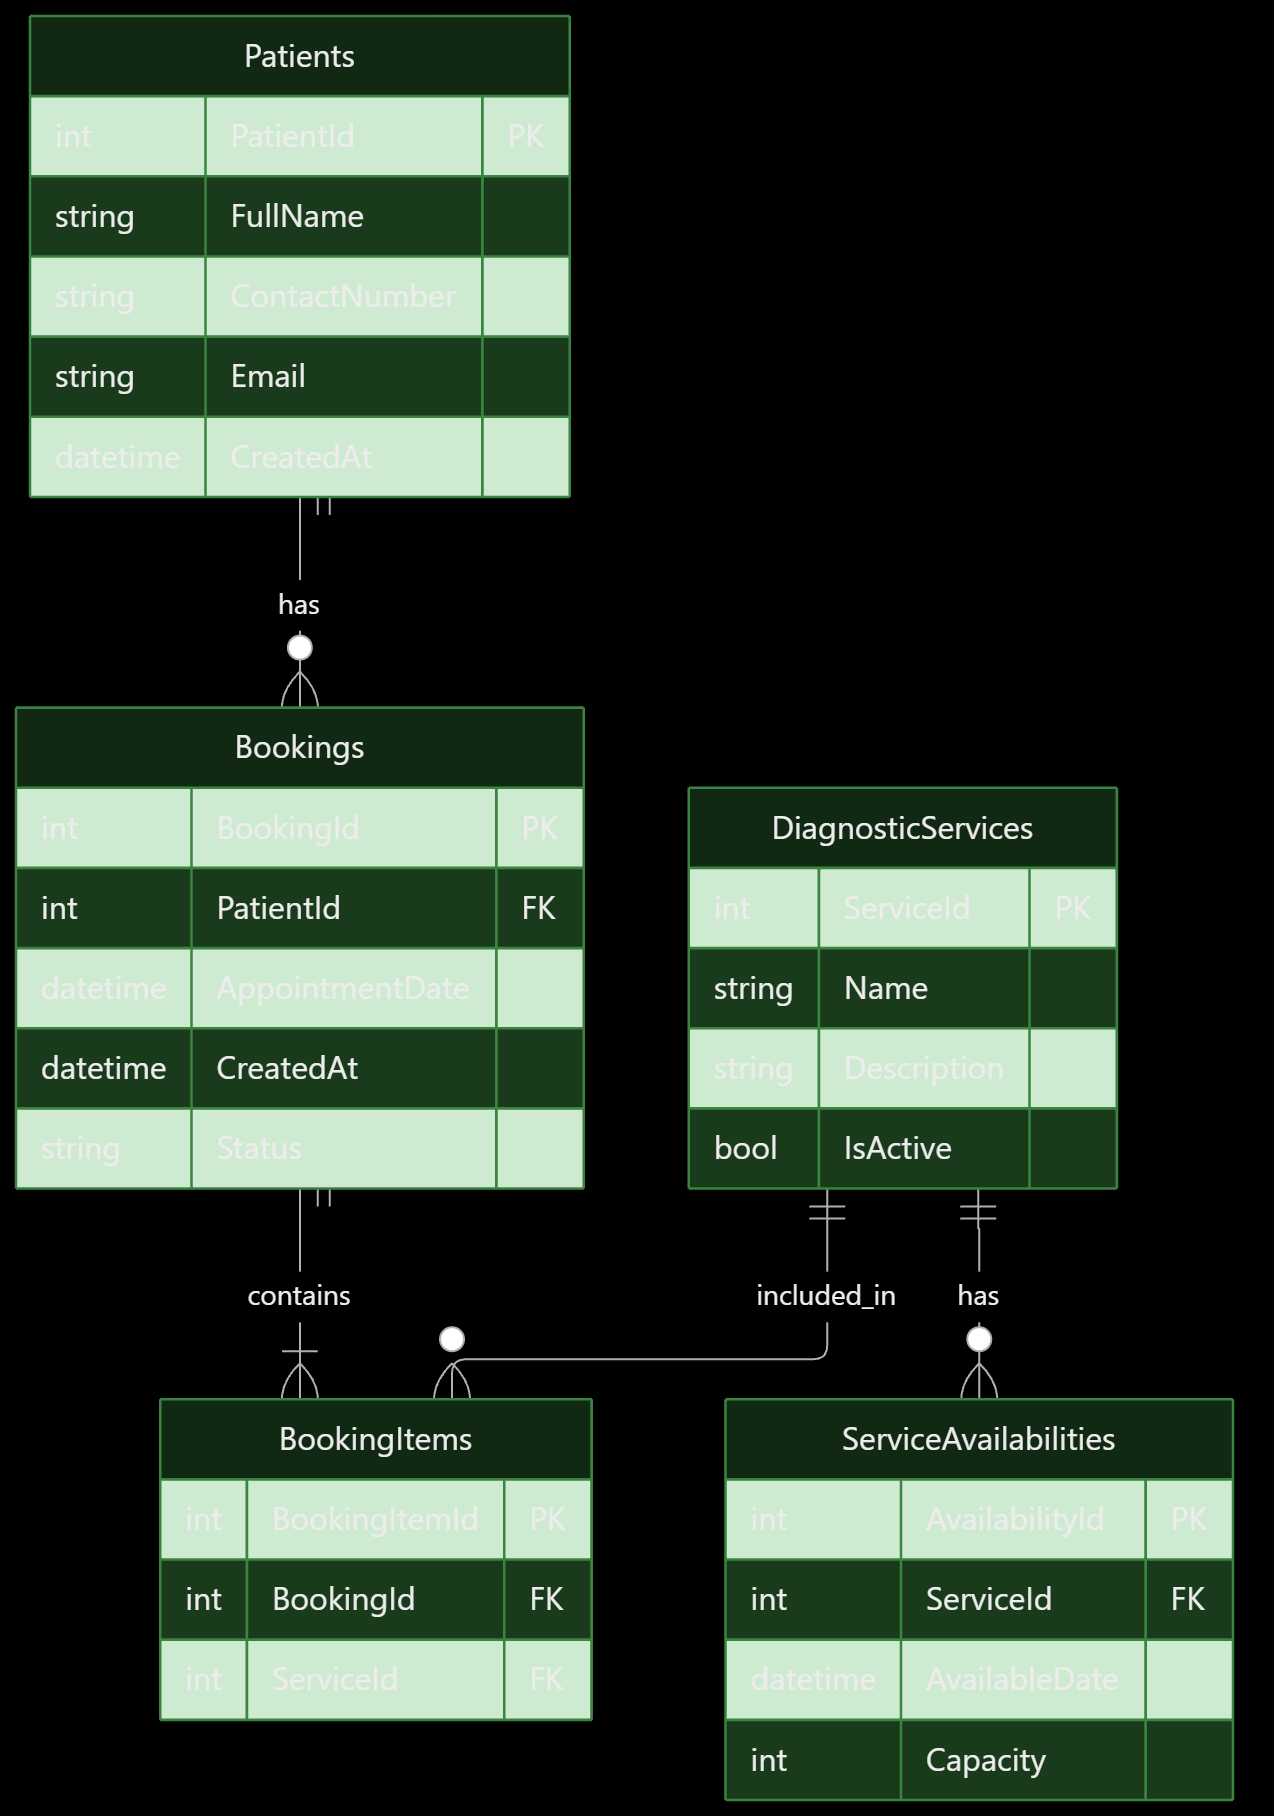 Patients
int PatientId PK
string FullName
string ContactNumber
string Email
datetime CreatedAt
has
Bookings
int BookingId PK
int PatientId FK
datetime AppointmentDate
datetime CreatedAt
string Status
DiagnosticServices
int ServiceId PK
string Name
string Description
bool IsActive
contains
included_in
has
BookingItems
int BookingItemId PK
int BookingId FK
int ServiceId FK
ServiceAvailabilities
int AvailabilityId PK
int ServiceId FK
datetime AvailableDate
int Capacity